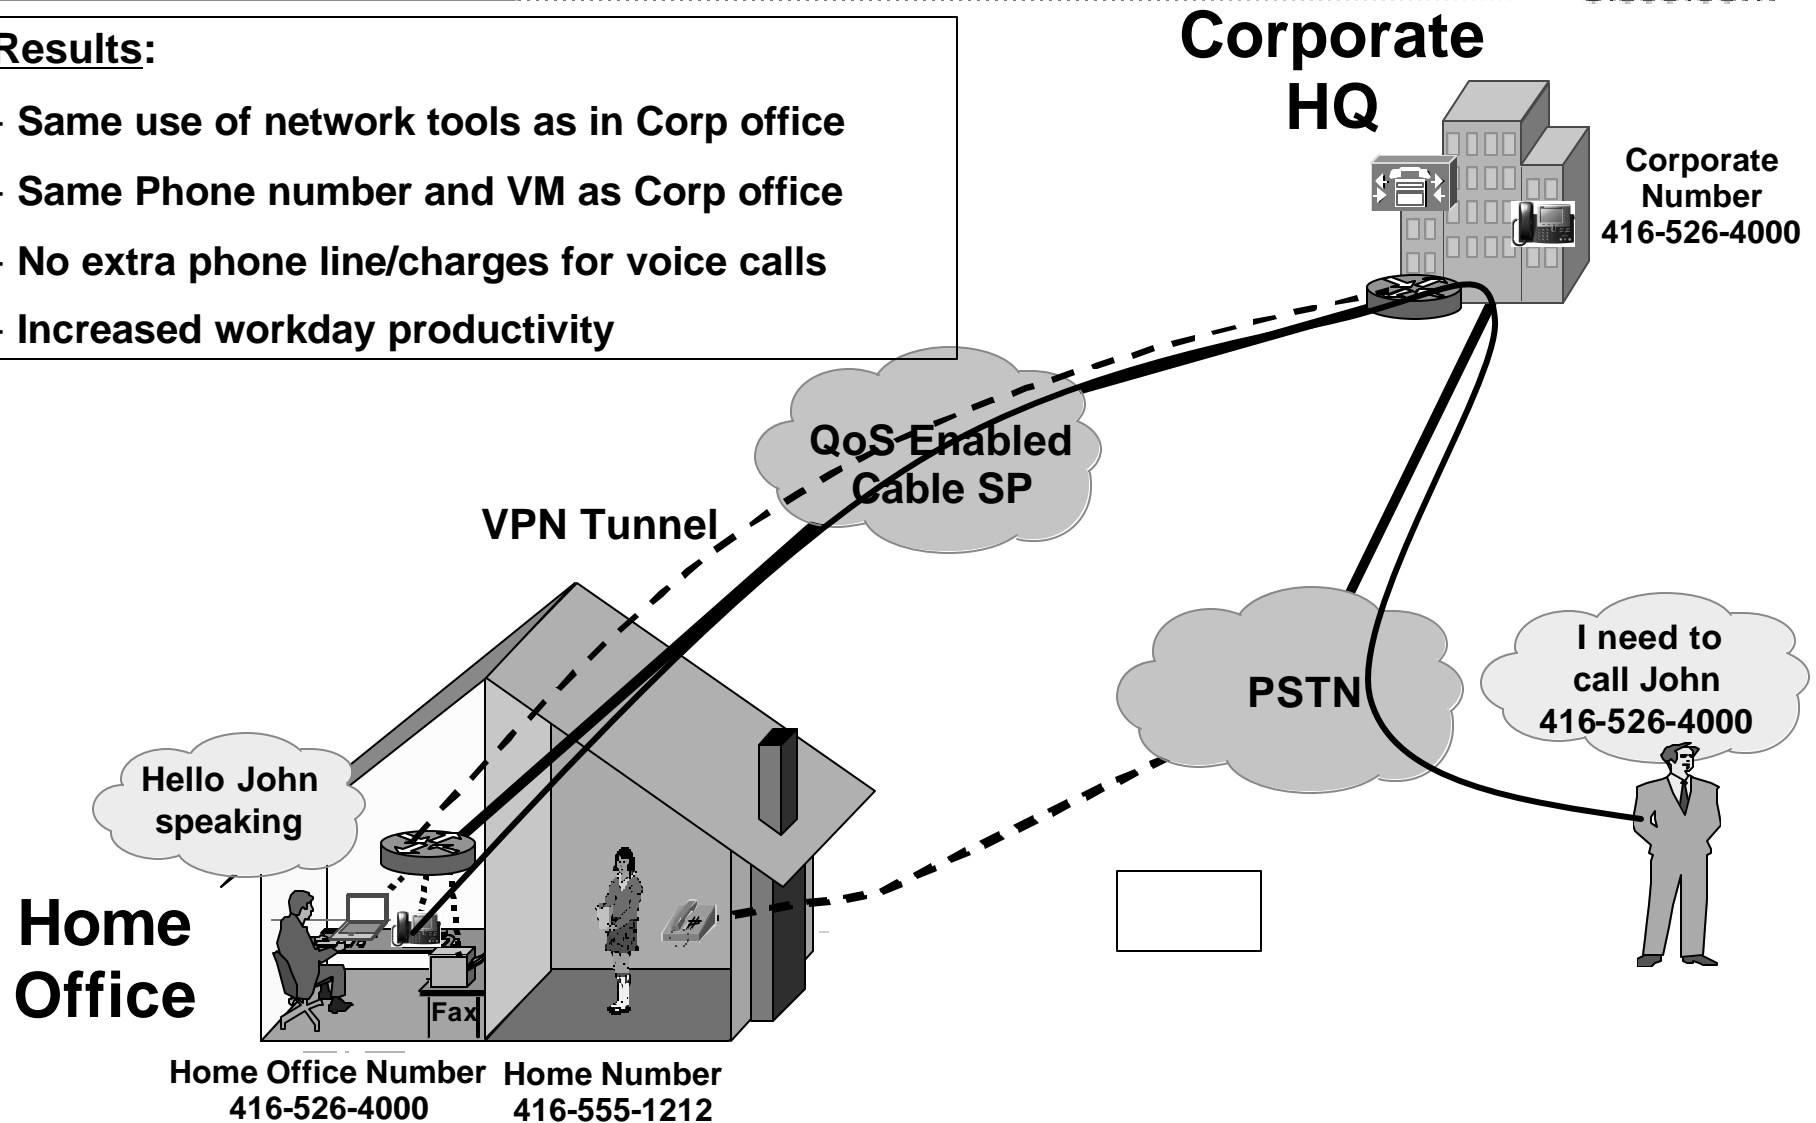 Results:
- Same use of network tools as in Corp office
- Same Phone number and VM as Corp office
- No extra phone line/charges for voice calls
- Increased workday productivity
Corporate
HQ
Corporate
Number
416-526-4000
QoS Enabled
Cable SP
VPN Tunnel
PSTN
I need to
call John
416-526-4000
Hello John
speaking
Home
Office
Fax
Home Office Number
416-526-4000
Home Number
416-555-1212